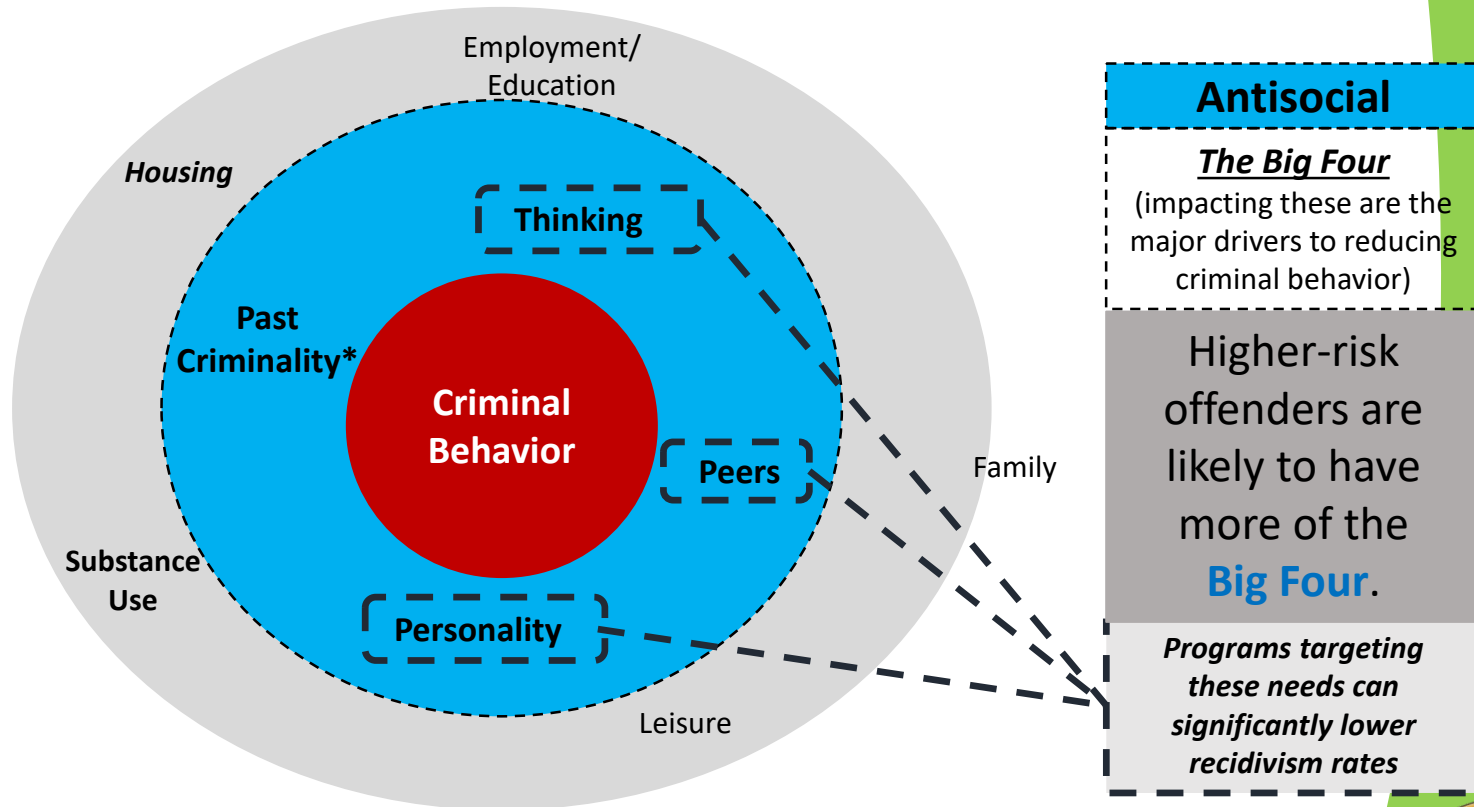 Employment/
Education
Housing
Thinking
Past
Criminality*
Criminal
Behavior
Peers
Family
Substance
Use
Personality
Leisure
Antisocial
The Big Four
(impacting these are the
major drivers to reducing
criminal behavior)
Higher-risk
offenders are
likely to have
more of the
Big Four.
Programs targeting
these needs can
significantly lower
recidivism rates